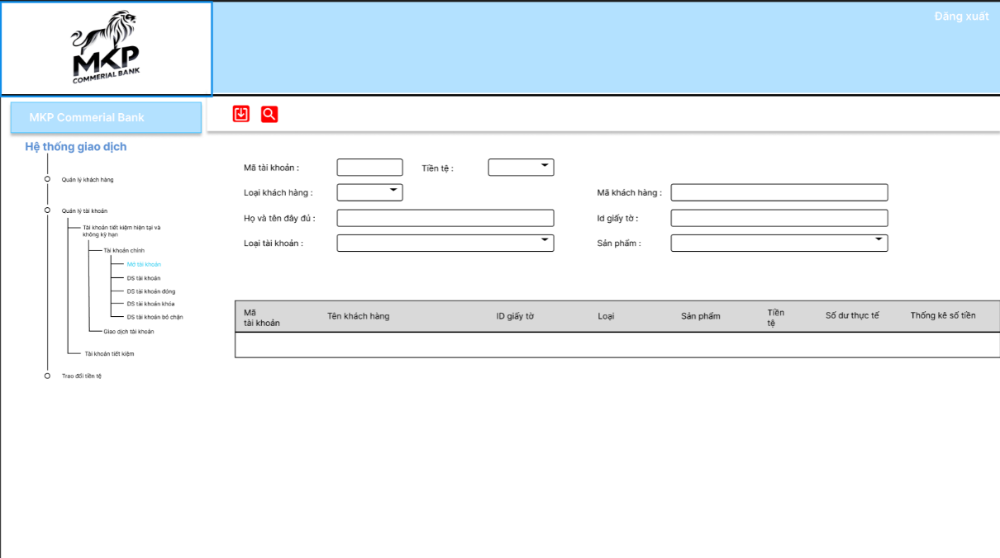 Đăng xuất
MKP
COMMERIAL BANK
MKP Commerial Bank
Hệ thống giao dịch
Quản lý khách hàng
Quản lý tài khoản
Tài khoản tiết kiệm hiện tại và
không kỳ hạn
Tài khoản chính
Mở tài khoản
DS tài khoản
DS tài khoản đóng
DS tài khoản khóa
DS tài khoản bỏ chặn
Giao dịch tài khoản
Tài khoản tiết kiệm
Trao đổi tiền tệ
Mã tài khoản :
Tiền tệ :
Loại khách hàng :
Mã khách hàng :
Họ và tên đây đủ :
Id giấy tờ :
Loại tài khoản :
Sản phẩm :
Mã
tài khoản
Tên khách hàng
ID giấy tờ
Loại
Sản phẩm
Tiền
tệ
Số dư thực tế
Thống kê số tiền